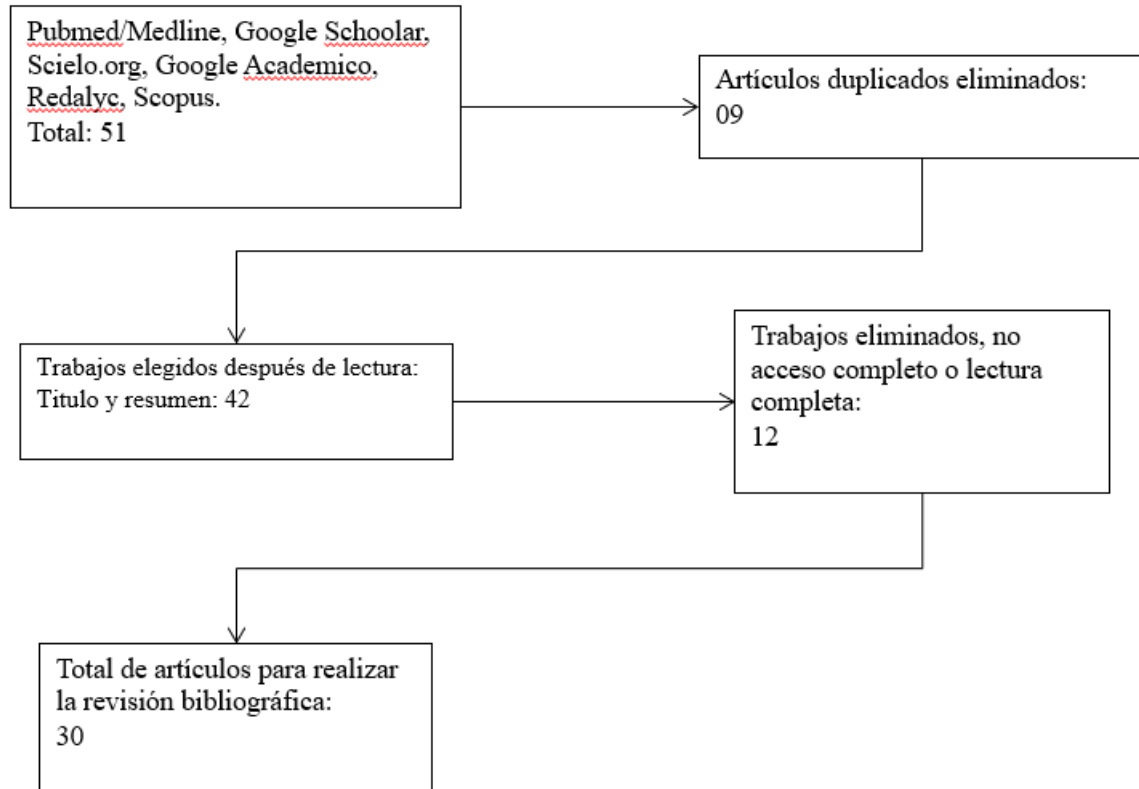 Pubmed/Medline, Google Schoolar,
Scielo.org, Google Academico,
Redalyc, Scopus.
Total: 51
Artículos duplicados eliminados:
09
Trabajos elegidos después de lectura:
Titulo y resumen: 42
Trabajos eliminados, no
acceso completo o lectura
completa:
12
Total de artículos para realizar
la revisión bibliográfica:
30